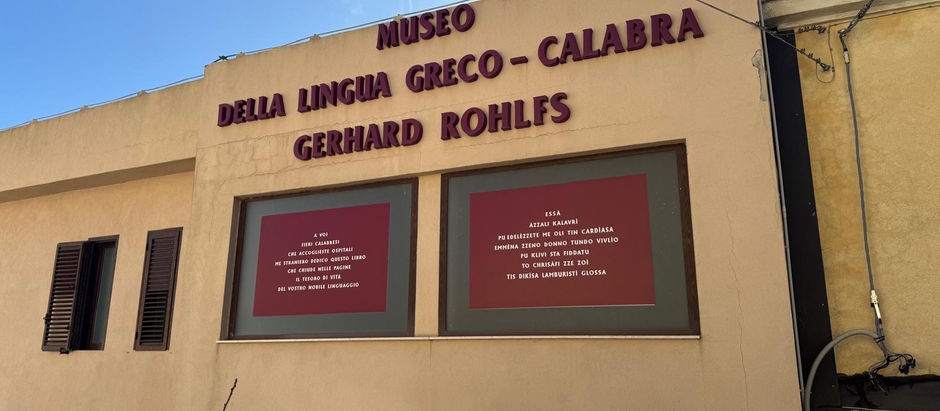 MUSEO
DELLA LINGUA GRECO – CALABRA
GERHARD ROHLFS
A VOI
FIERI CALABRESI
CHE ACCOGLIESTE OSPITALI
ME STRANIERO DEDICO QUESTO LIBRO
CHE CHIUDE NELLE PAGINE
IL TESORO DI VITA
DEL VOSTRO NOBILE LINGUAGGIO
ESSÀ
ÀZZALI KALAVRÌ
PU EDELÈZZETE ME OLI TIN CARDÌASA
EMMÈNA ZZENO DONNO TUNDO VIVLÌO
PU KLIVI STA FIDDATU
TO CHRISÀFI ZZE ZOÌ
TIS DIKÌSA LAMBURISTÌ GLOSSA